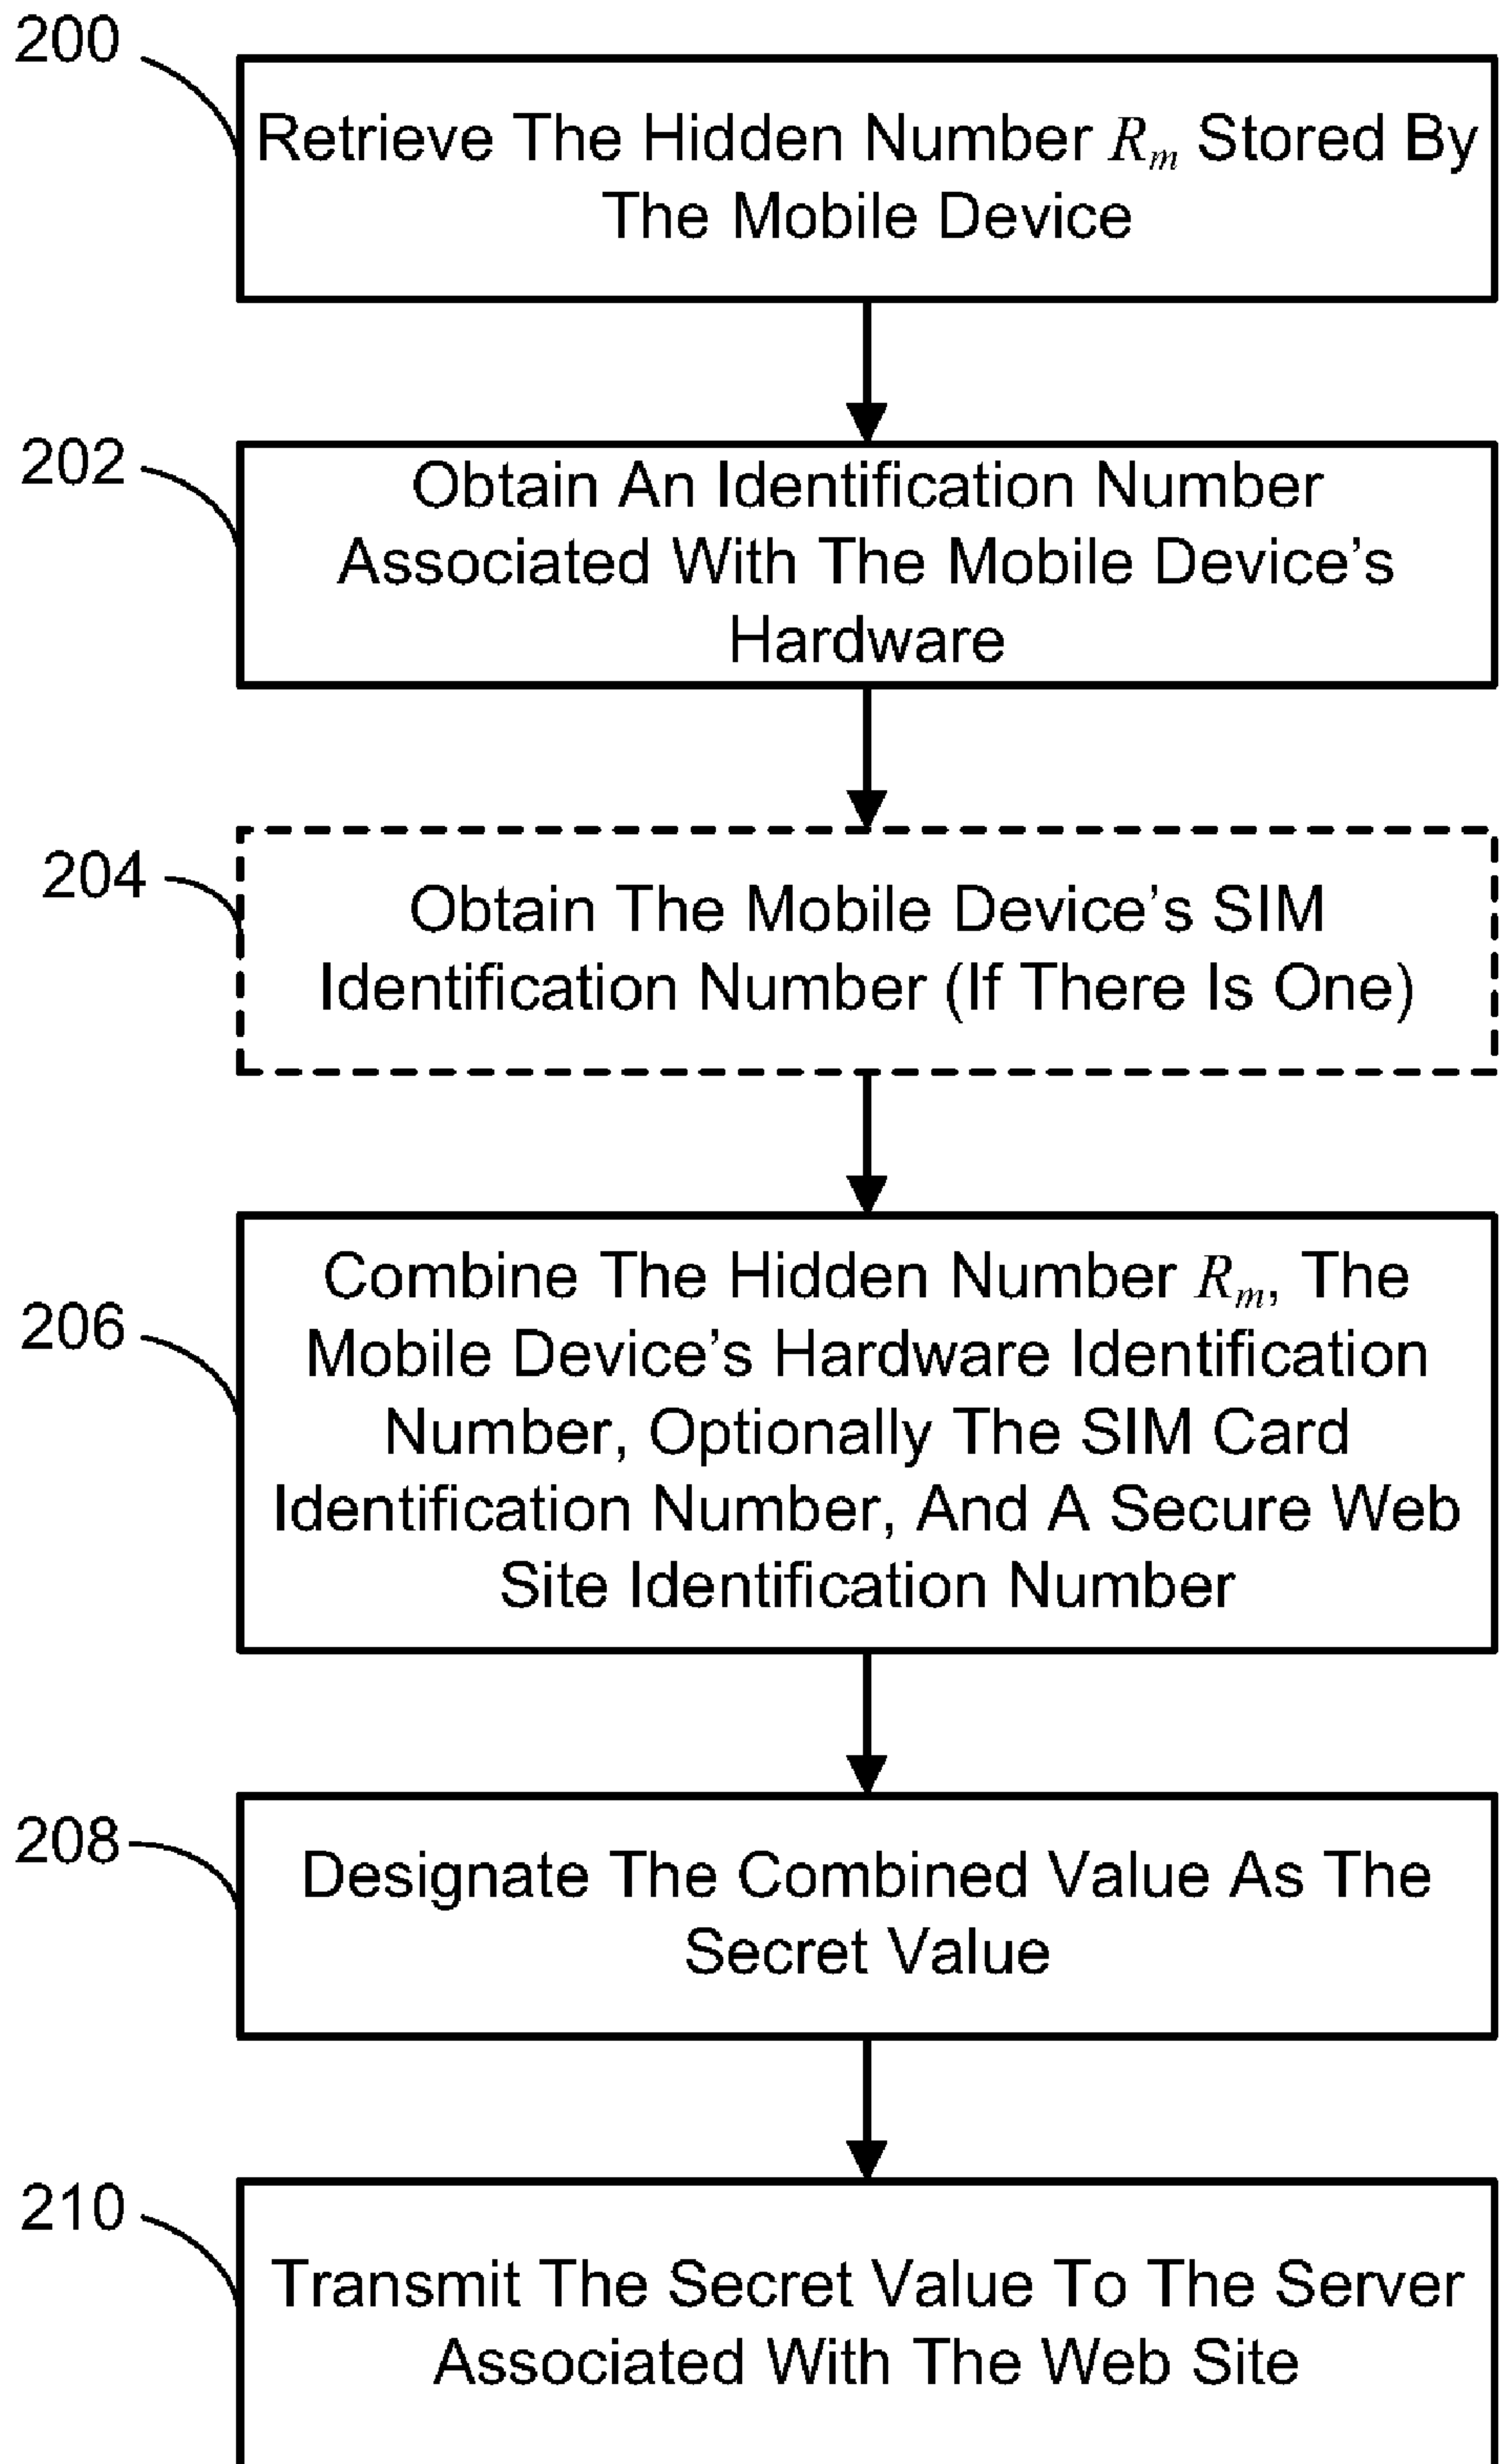 200
Retrieve The Hidden Number Rm Stored By
The Mobile Device
202
Obtain An Identification Number
Associated With The Mobile Device’s
Hardware
204
Obtain The Mobile Device’s SIM
Identification Number (If There Is One)
206
Combine The Hidden Number Rm, The
Mobile Device’s Hardware Identification
Number, Optionally The SIM Card
Identification Number, And A Secure Web
Site Identification Number
208
Designate The Combined Value As The
Secret Value
210
Transmit The Secret Value To The Server
Associated With The Web Site